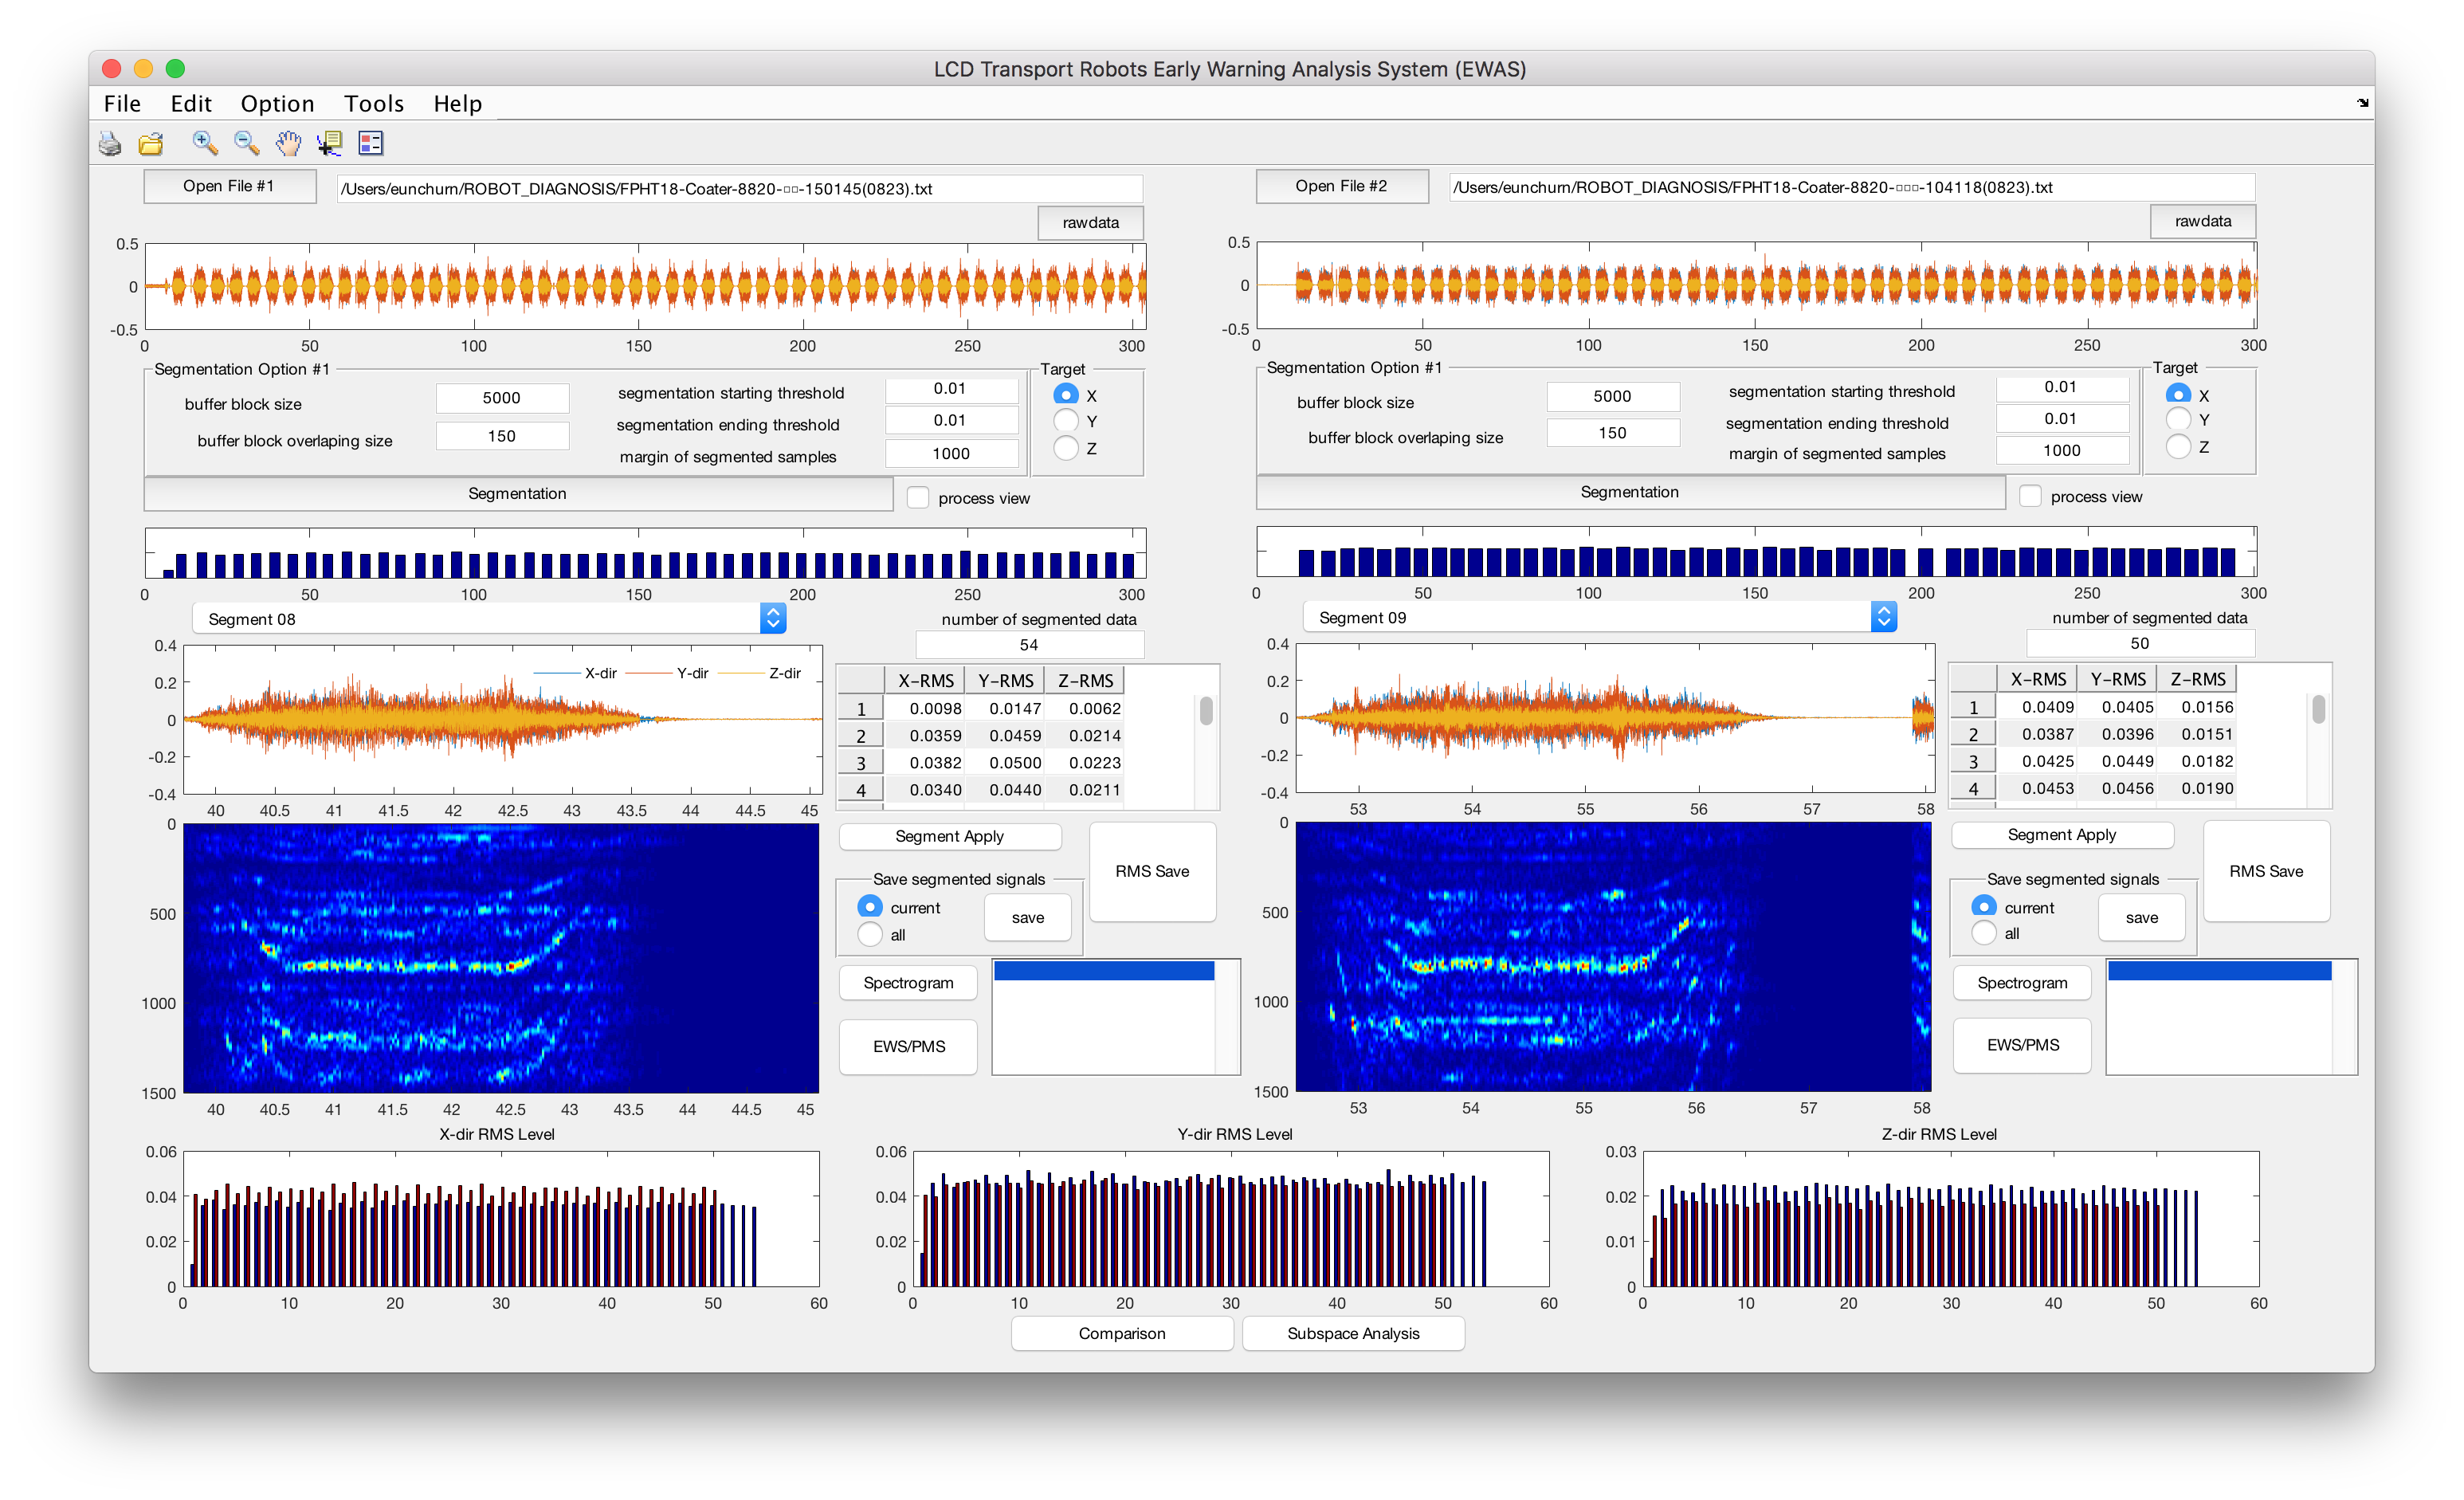 LCD Transport Robots Early Warning Analysis System (EWAS)
File Edit Option Tools Help
Open File #1
/Users/eunchurn/ROBOT_DIAGNOSIS/FPHT18-Coater-8820-□□-150145(0823).txt
rawdata
0.5
0
-0.5
0 50 100 150 200 250 300
Segmentation Option #1
buffer block size 5000
buffer block overlaping size 150
segmentation starting threshold 0.01
segmentation ending threshold 0.01
margin of segmented samples 1000
Target
X
Y
Z
Segmentation
process view
0 50 100 150 200 250 300
Segment 08
number of segmented data
54
0.4
0.2
0
-0.2
-0.4
X-dir Y-dir Z-dir
40 40.5 41 41.5 42 42.5 43 43.5 44 44.5 45
X-RMS Y-RMS Z-RMS
1 0.0098 0.0147 0.0062
2 0.0359 0.0459 0.0214
3 0.0382 0.0500 0.0223
4 0.0340 0.0440 0.0211
0
500
1000
1500
40 40.5 41 41.5 42 42.5 43 43.5 44 44.5 45
Segment Apply
RMS Save
Save segmented signals
current
all
save
Spectrogram
EWS/PMS
Open File #2
/Users/eunchurn/ROBOT_DIAGNOSIS/FPHT18-Coater-8820-□□□-104118(0823).txt
rawdata
0.5
0
-0.5
0 50 100 150 200 250 300
Segmentation Option #1
buffer block size 5000
buffer block overlaping size 150
segmentation starting threshold 0.01
segmentation ending threshold 0.01
margin of segmented samples 1000
Target
X
Y
Z
Segmentation
process view
0 50 100 150 200 250 300
Segment 09
number of segmented data
50
0.4
0.2
0
-0.2
-0.4
53 54 55 56 57 58
X-RMS Y-RMS Z-RMS
1 0.0409 0.0405 0.0156
2 0.0387 0.0396 0.0151
3 0.0425 0.0449 0.0182
4 0.0453 0.0456 0.0190
0
500
1000
1500
53 54 55 56 57 58
Segment Apply
RMS Save
Save segmented signals
current
all
save
Spectrogram
EWS/PMS
X-dir RMS Level
0.06
0.04
0.02
0
0 10 20 30 40 50 60
Y-dir RMS Level
0.06
0.04
0.02
0
0 10 20 30 40 50 60
Z-dir RMS Level
0.03
0.02
0.01
0
0 10 20 30 40 50 60
Comparison
Subspace Analysis